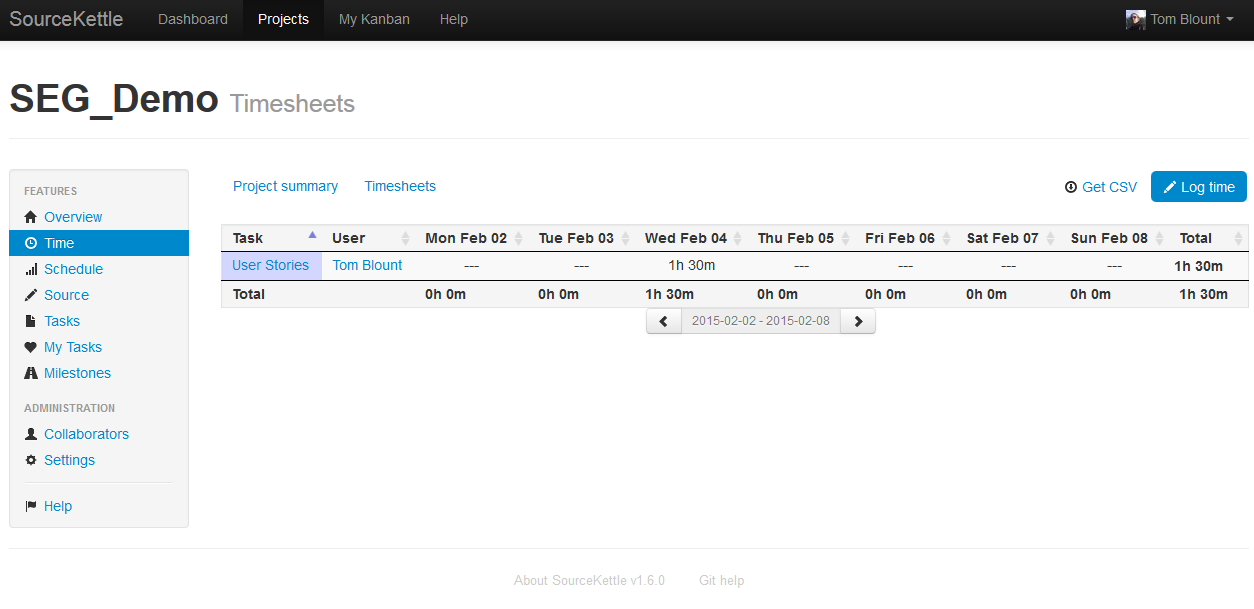 SourceKettle Dashboard Projects My Kanban Help Tom Blount
SEG_Demo Timesheets
FEATURES
Overview
Time
Schedule
Source
Tasks
My Tasks
Milestones
ADMINISTRATION
Collaborators
Settings
Help
Project summary Timesheets Get CSV Log time
Task User Mon Feb 02 Tue Feb 03 Wed Feb 04 Thu Feb 05 Fri Feb 06 Sat Feb 07 Sun Feb 08 Total
User Stories Tom Blount --- --- 1h 30m --- --- --- --- 1h 30m
Total 0h 0m 0h 0m 1h 30m 0h 0m 0h 0m 0h 0m 0h 0m 1h 30m
2015-02-02 - 2015-02-08
About SourceKettle v1.6.0 Git help